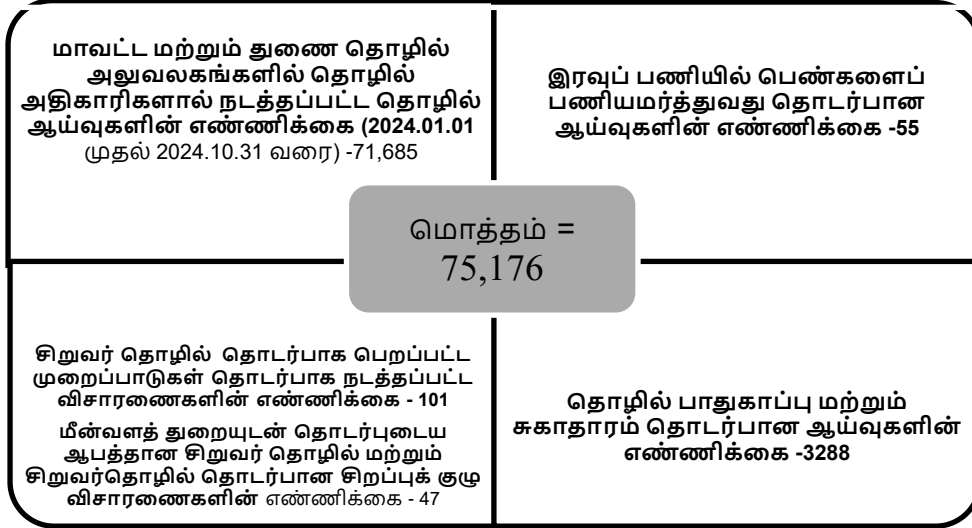 மாவட்ட மற்றும் துணை தொழில்
அலுவலகங்களில் தொழில்
அதிகாரிகளால் நடத்தப்பட்ட தொழில்
ஆய்வுகளின் எண்ணிக்கை (2024.01.01
முதல் 2024.10.31 வரை) -71,685
இரவுப் பணியில் பெண்களைப்
பணியமர்த்துவது தொடர்பான
ஆய்வுகளின் எண்ணிக்கை -55
மொத்தம் =
75,176
சிறுவர் தொழில் தொடர்பாக பெறப்பட்ட
முறைப்பாடுகள் தொடர்பாக நடத்தப்பட்ட
விசாரணைகளின் எண்ணிக்கை - 101
மீன்வளத் துறையுடன் தொடர்புடைய
ஆபத்தான சிறுவர் தொழில் மற்றும்
சிறுவர்தொழில் தொடர்பான சிறப்புக் குழு
விசாரணைகளின் எண்ணிக்கை - 47
தொழில் பாதுகாப்பு மற்றும்
சுகாதாரம் தொடர்பான ஆய்வுகளின்
எண்ணிக்கை -3288